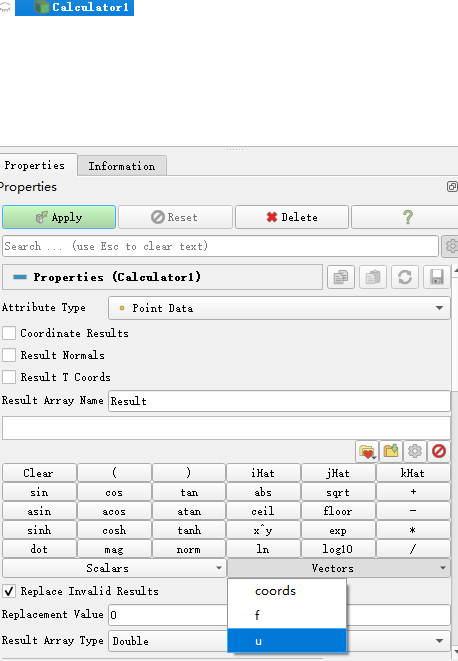 Calculator1
Properties Information
Properties
Apply Reset Delete ?
Search ... (use Esc to clear text)
Properties (Calculator1)
Attribute Type Point Data
Coordinate Results
Result Normals
Result T Coords
Result Array Name Result
Clear ( ) iHat jHat kHat
sin cos tan abs sqrt +
asin acos atan ceil floor -
sinh cosh tanh x^y exp *
dot mag norm ln log10 /
Scalars Vectors
Replace Invalid Results
coords
Replacement Value 0
f
Result Array Type Double
u